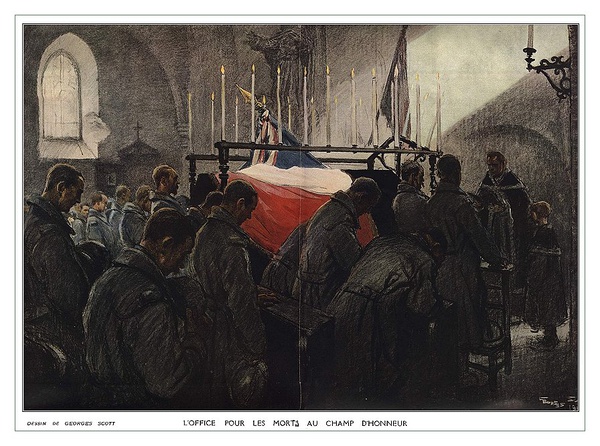 DESSIN DE GEORGES SCOTT
L'OFFICE POUR LES MORTS AU CHAMP D'HONNEUR